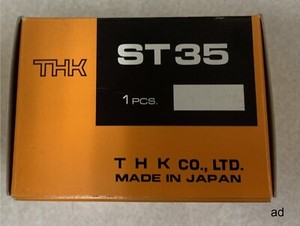 THK
ST35
1 PCS.
T H K CO., LTD.
MADE IN JAPAN
ad